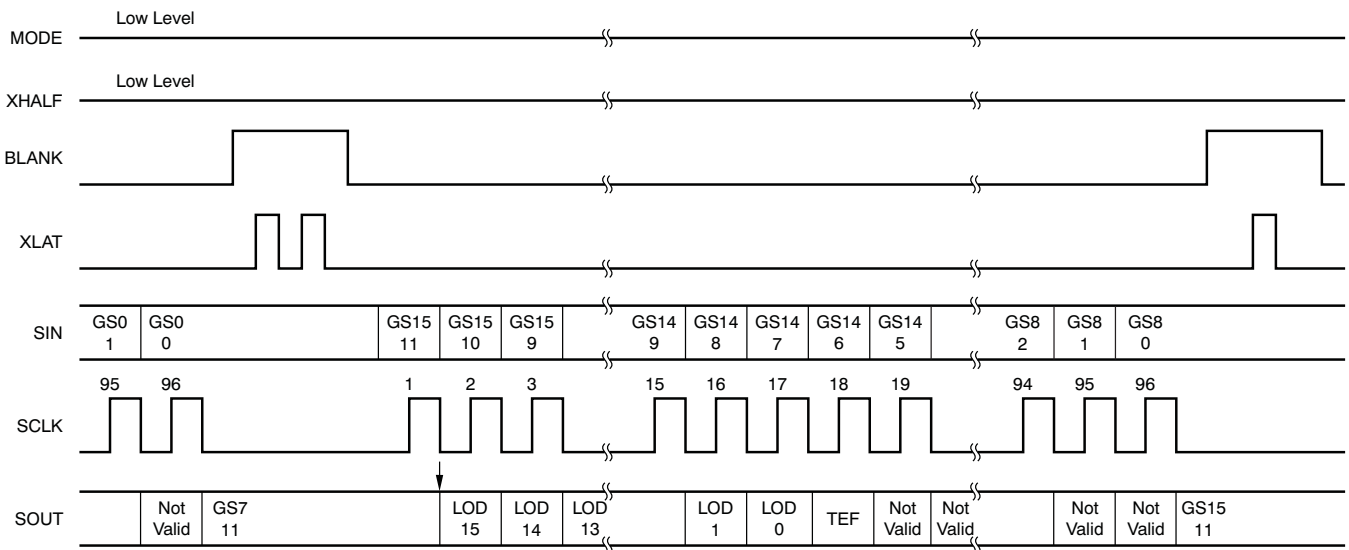 Low Level
MODE
Low Level
XHALF
BLANK
XLAT
SIN
GS0 GS0 GS15 GS15 GS15 GS14 GS14 GS14 GS14 GS14 GS8 GS8 GS8
1 0 11 10 9 9 8 7 6 5 2 1 0
95 96 1 2 3 15 16 17 18 19 94 95 96
SCLK
SOUT
Not GS7 LOD LOD LOD LOD LOD TEF Not Not Not Not GS15
Valid 11 15 14 13 1 0 Valid Valid Valid Valid 11